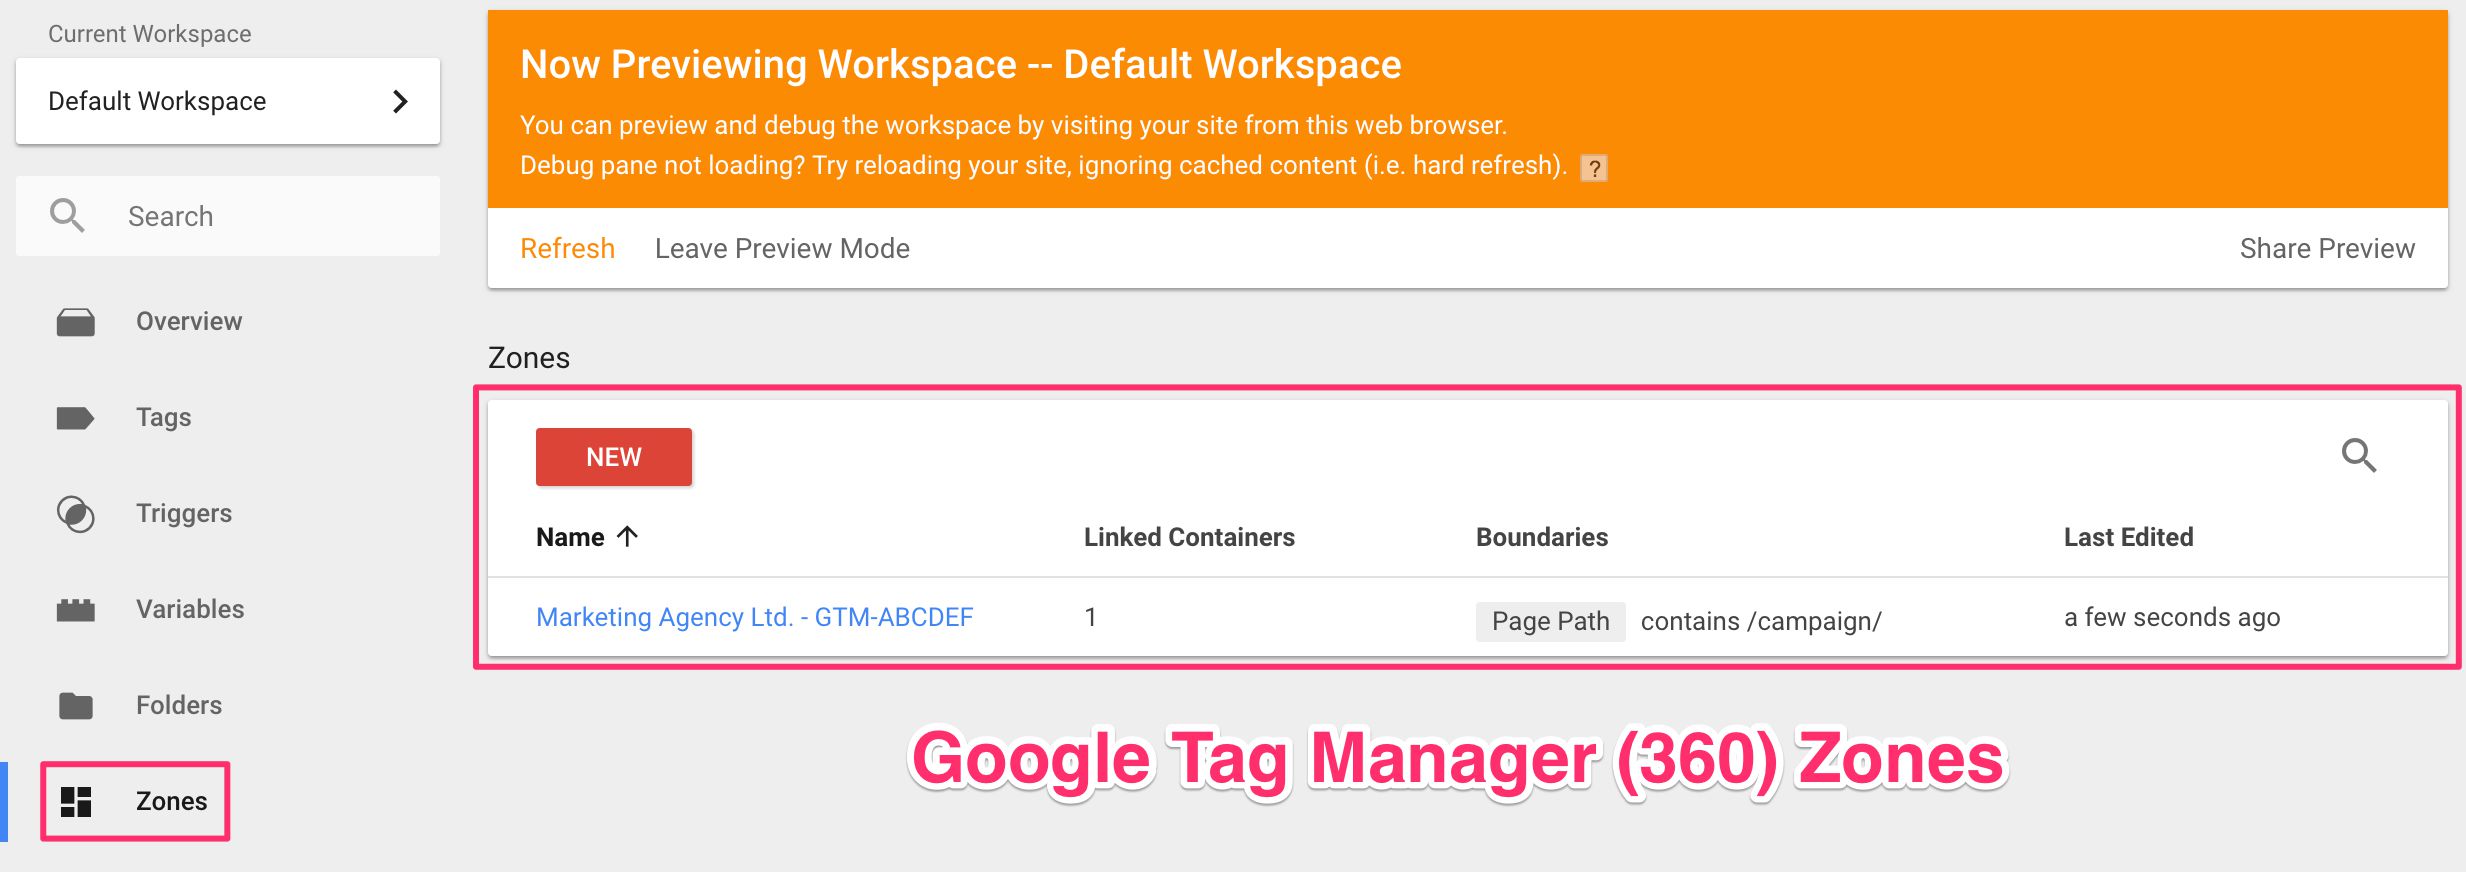 Current Workspace
Default Workspace
Search
Overview
Tags
Triggers
Variables
Folders
Zones
Now Previewing Workspace -- Default Workspace
You can preview and debug the workspace by visiting your site from this web browser.
Debug pane not loading? Try reloading your site, ignoring cached content (i.e. hard refresh). ?
Refresh Leave Preview Mode Share Preview
Zones
NEW
Name Linked Containers Boundaries Last Edited
Marketing Agency Ltd. - GTM-ABCDEF 1 Page Path contains /campaign/ a few seconds ago
Google Tag Manager (360) Zones